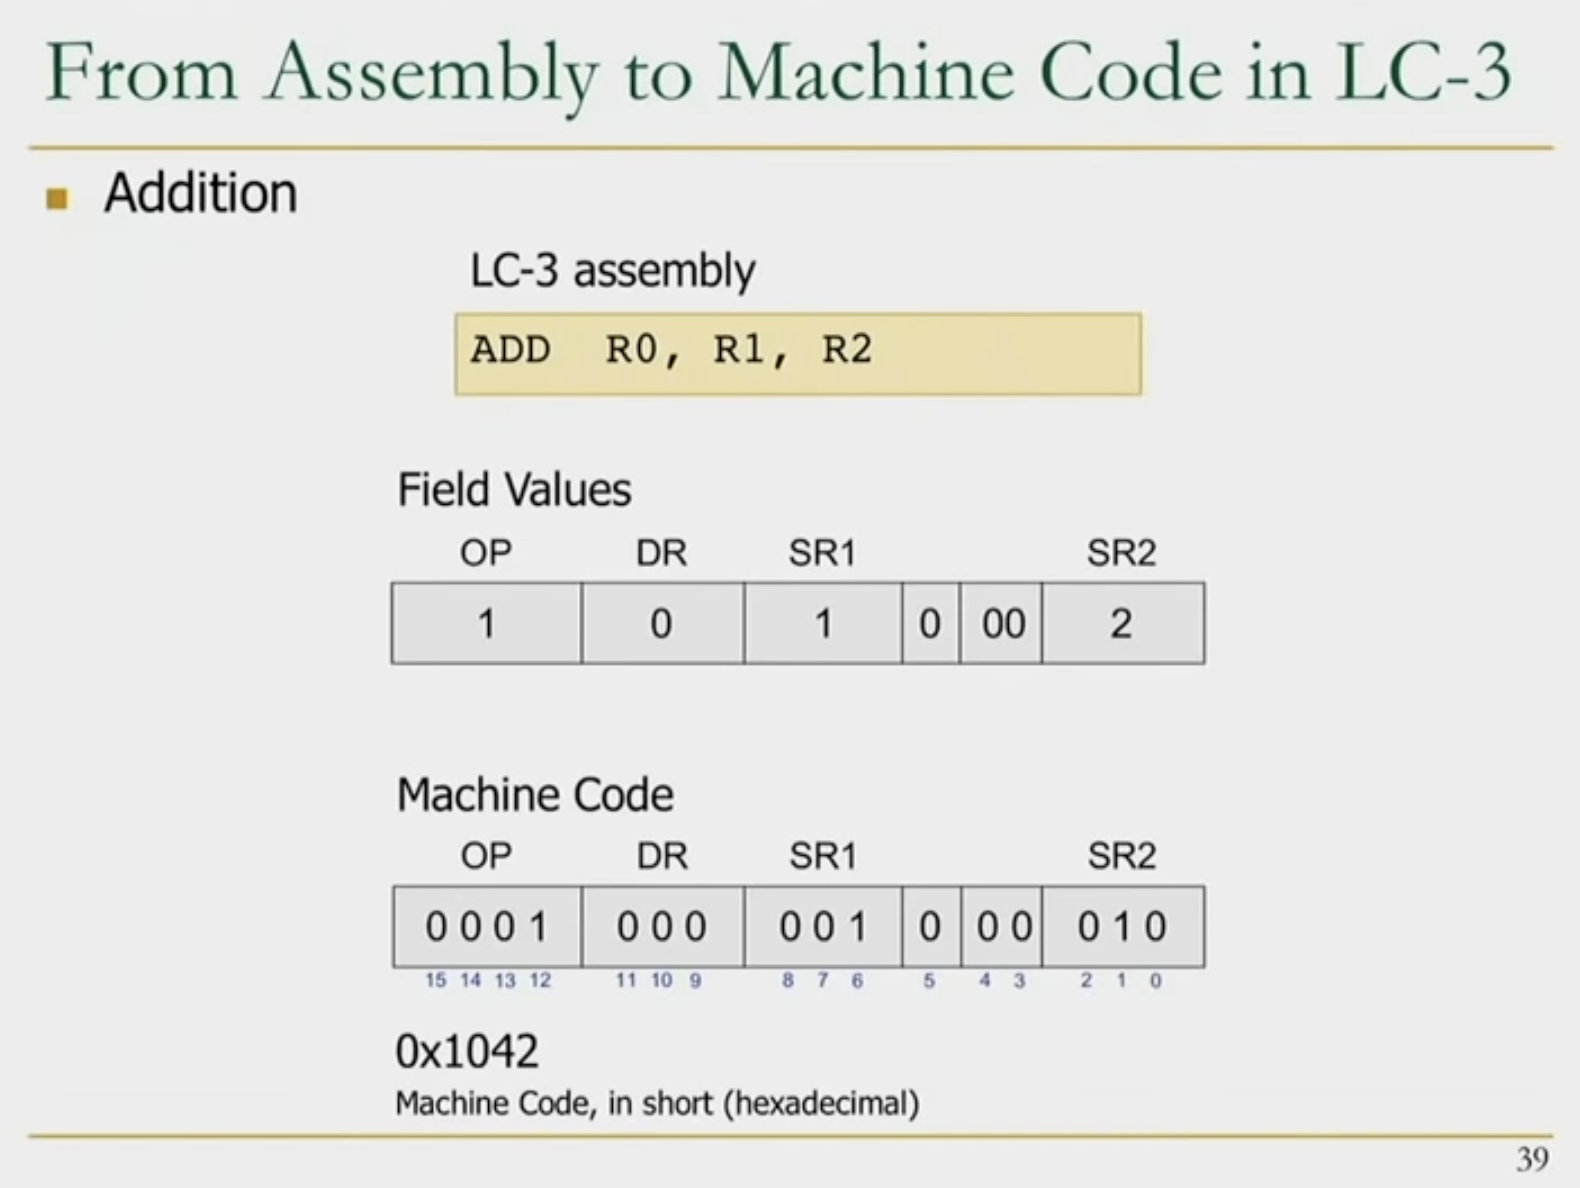 From Assembly to Machine Code in LC-3
Addition
LC-3 assembly
ADD R0, R1, R2
Field Values
OP DR SR1 SR2
1 0 1 0 00 2
Machine Code
OP DR SR1 SR2
0 0 0 1 0 0 0 0 0 1 0 0 0 0 1 0
15 14 13 12 11 10 9 8 7 6 5 4 3 2 1 0
0x1042
Machine Code, in short (hexadecimal)
39